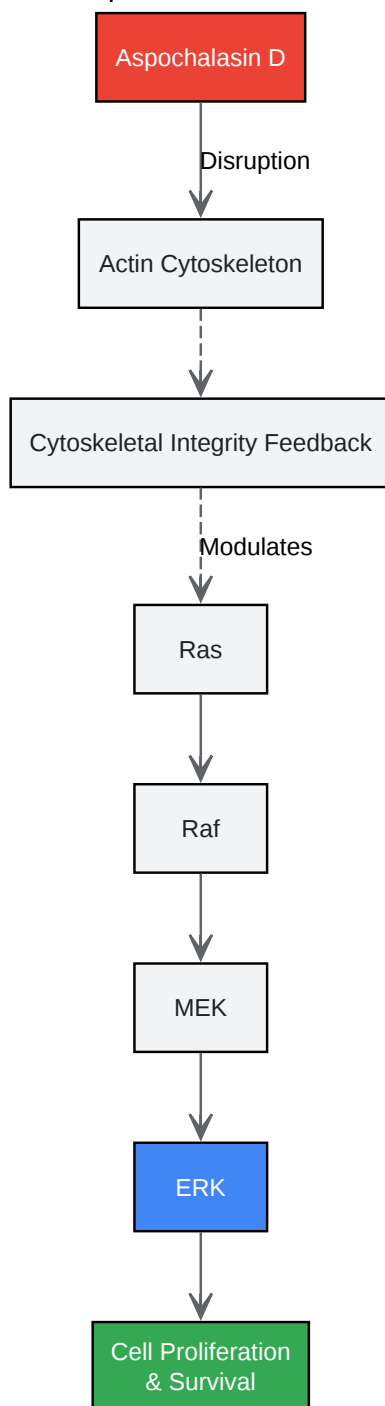 Aspochalasin D
Disruption
Actin Cytoskeleton
Cytoskeletal Integrity Feedback
Modulates
Ras
Raf
MEK
ERK
Cell Proliferation
& Survival